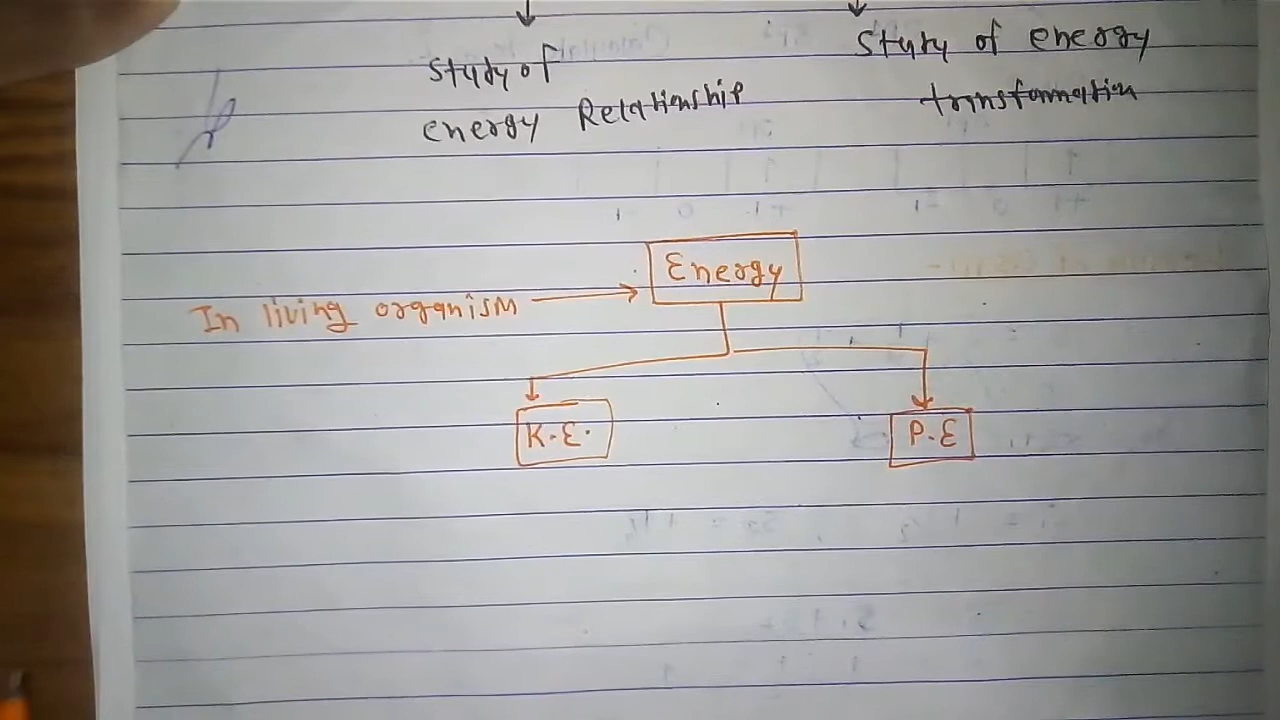 Study of
energy Relationship
Study of energy
transformation
Energy
In living organism
K.E.
P.E